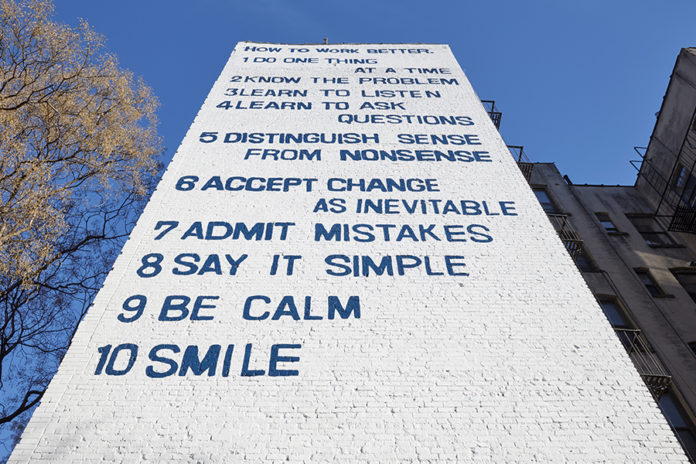 HOW TO WORK BETTER.
1 DO ONE THING
AT A TIME
2 KNOW THE PROBLEM
3 LEARN TO LISTEN
4 LEARN TO ASK
QUESTIONS
5 DISTINGUISH SENSE
FROM NONSENSE
6 ACCEPT CHANGE
AS INEVITABLE
7 ADMIT MISTAKES
8 SAY IT SIMPLE
9 BE CALM
10 SMILE